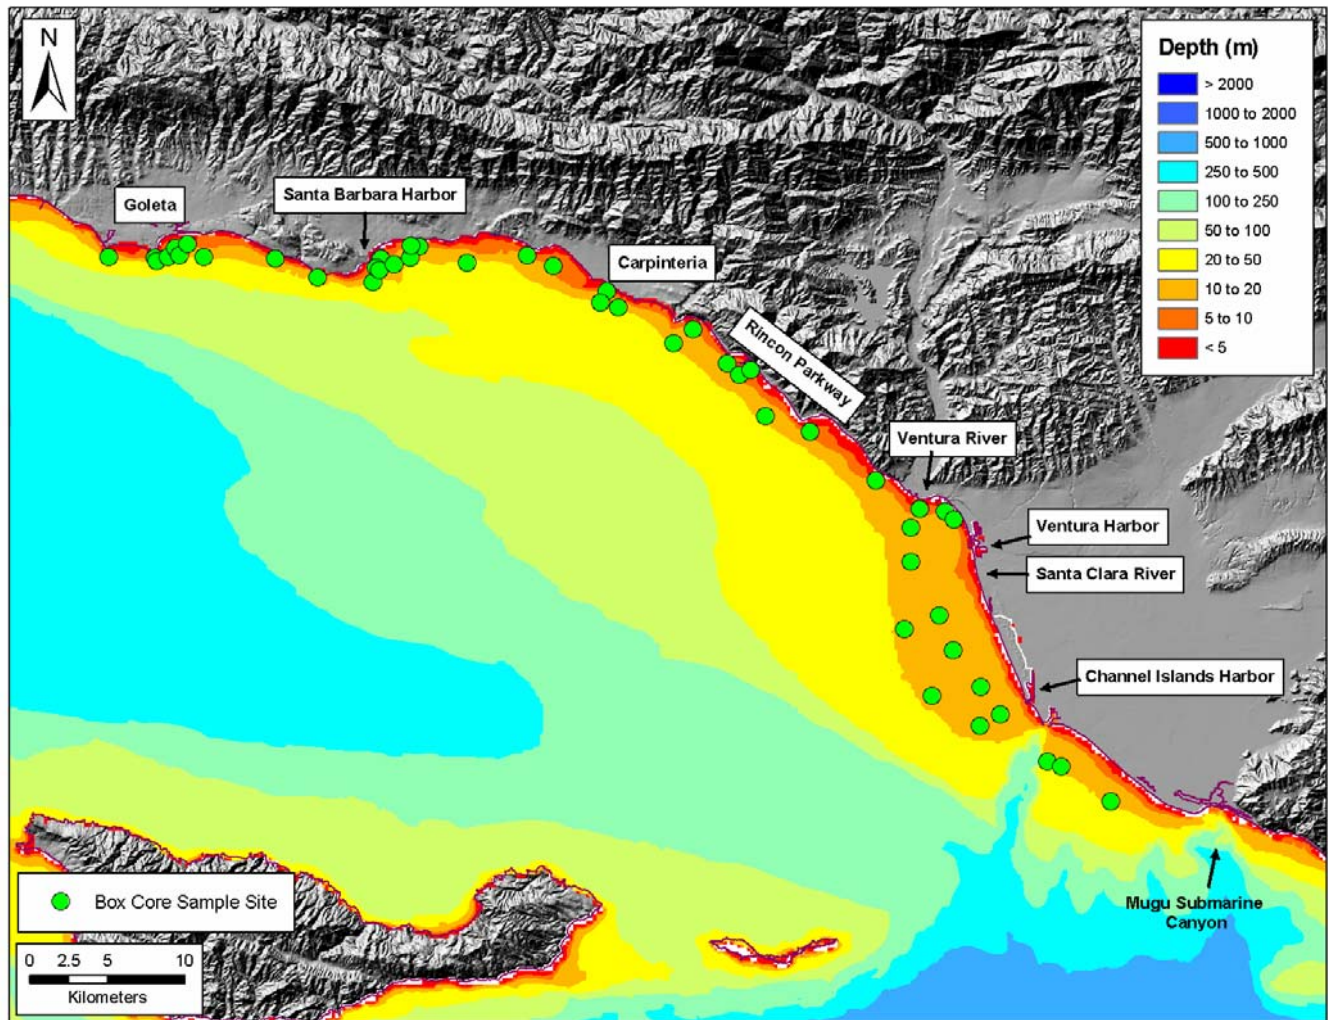 N
Depth (m)
> 2000
1000 to 2000
500 to 1000
250 to 500
100 to 250
50 to 100
20 to 50
10 to 20
5 to 10
< 5
Goleta
Santa Barbara Harbor
Carpinteria
Rincon Parkway
Ventura River
Ventura Harbor
Santa Clara River
Channel Islands Harbor
Mugu Submarine
Canyon
Box Core Sample Site
0 2.5 5 10
Kilometers